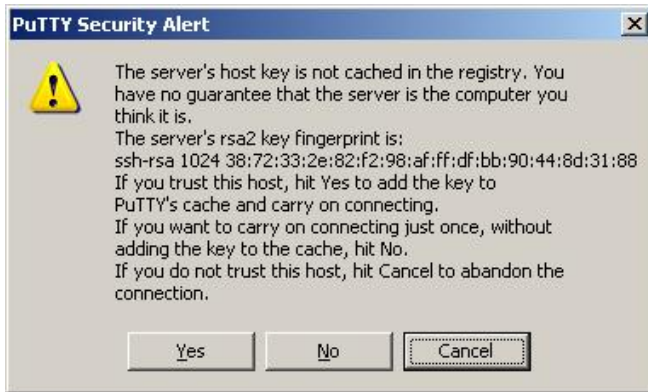 PuTTY Security Alert
The server's host key is not cached in the registry. You
have no guarantee that the server is the computer you
think it is.
The server's rsa2 key fingerprint is:
ssh-rsa 1024 38:72:33:2e:82:f2:98:af:ff:df:bb:90:44:8d:31:88
If you trust this host, hit Yes to add the key to
PuTTY's cache and carry on connecting.
If you want to carry on connecting just once, without
adding the key to the cache, hit No.
If you do not trust this host, hit Cancel to abandon the
connection.
Yes No Cancel